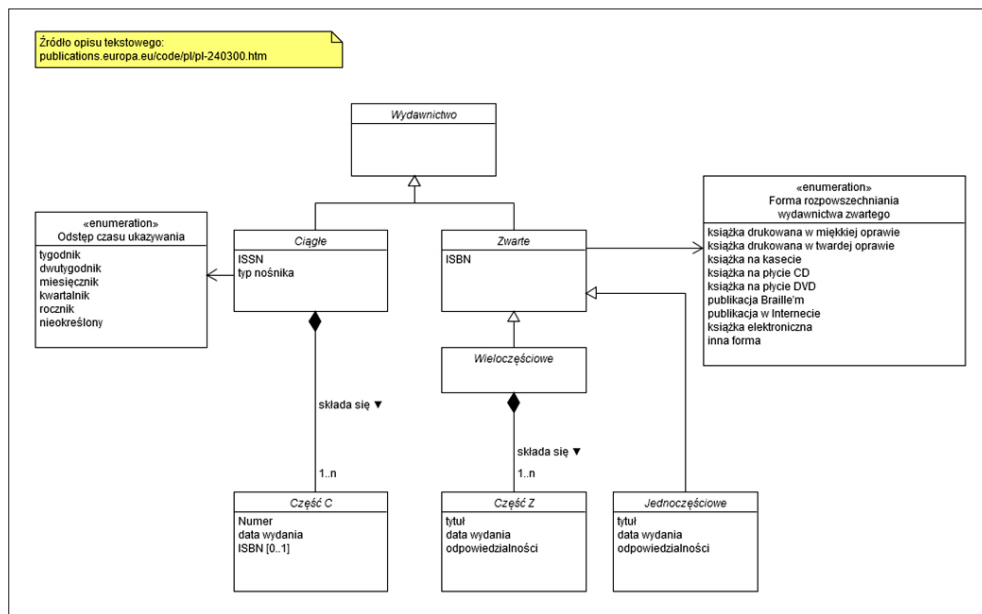 Źródło opisu tekstowego:
publications.europa.eu/code/pl/pl-240300.htm
Wydawnictwo
«enumeration»
Odstęp czasu ukazywania
tygodnik
dwutygodnik
miesięcznik
kwartalnik
rocznik
nieokreślony
Ciągłe
ISSN
typ nośnika
Zwarte
ISBN
«enumeration»
Forma rozpowszechniania
wydawnictwa zwartego
książka drukowana w miękkiej oprawie
książka drukowana w twardej oprawie
książka na kasecie
książka na płycie CD
książka na płycie DVD
publikacja Braille'm
publikacja w Internecie
książka elektroniczna
inna forma
Wieloczęściowe
składa się ▼
1..n
składa się ▼
1..n
Część C
Numer
data wydania
ISBN [0..1]
Część Z
tytuł
data wydania
odpowiedzialności
Jednoczęściowe
tytuł
data wydania
odpowiedzialności